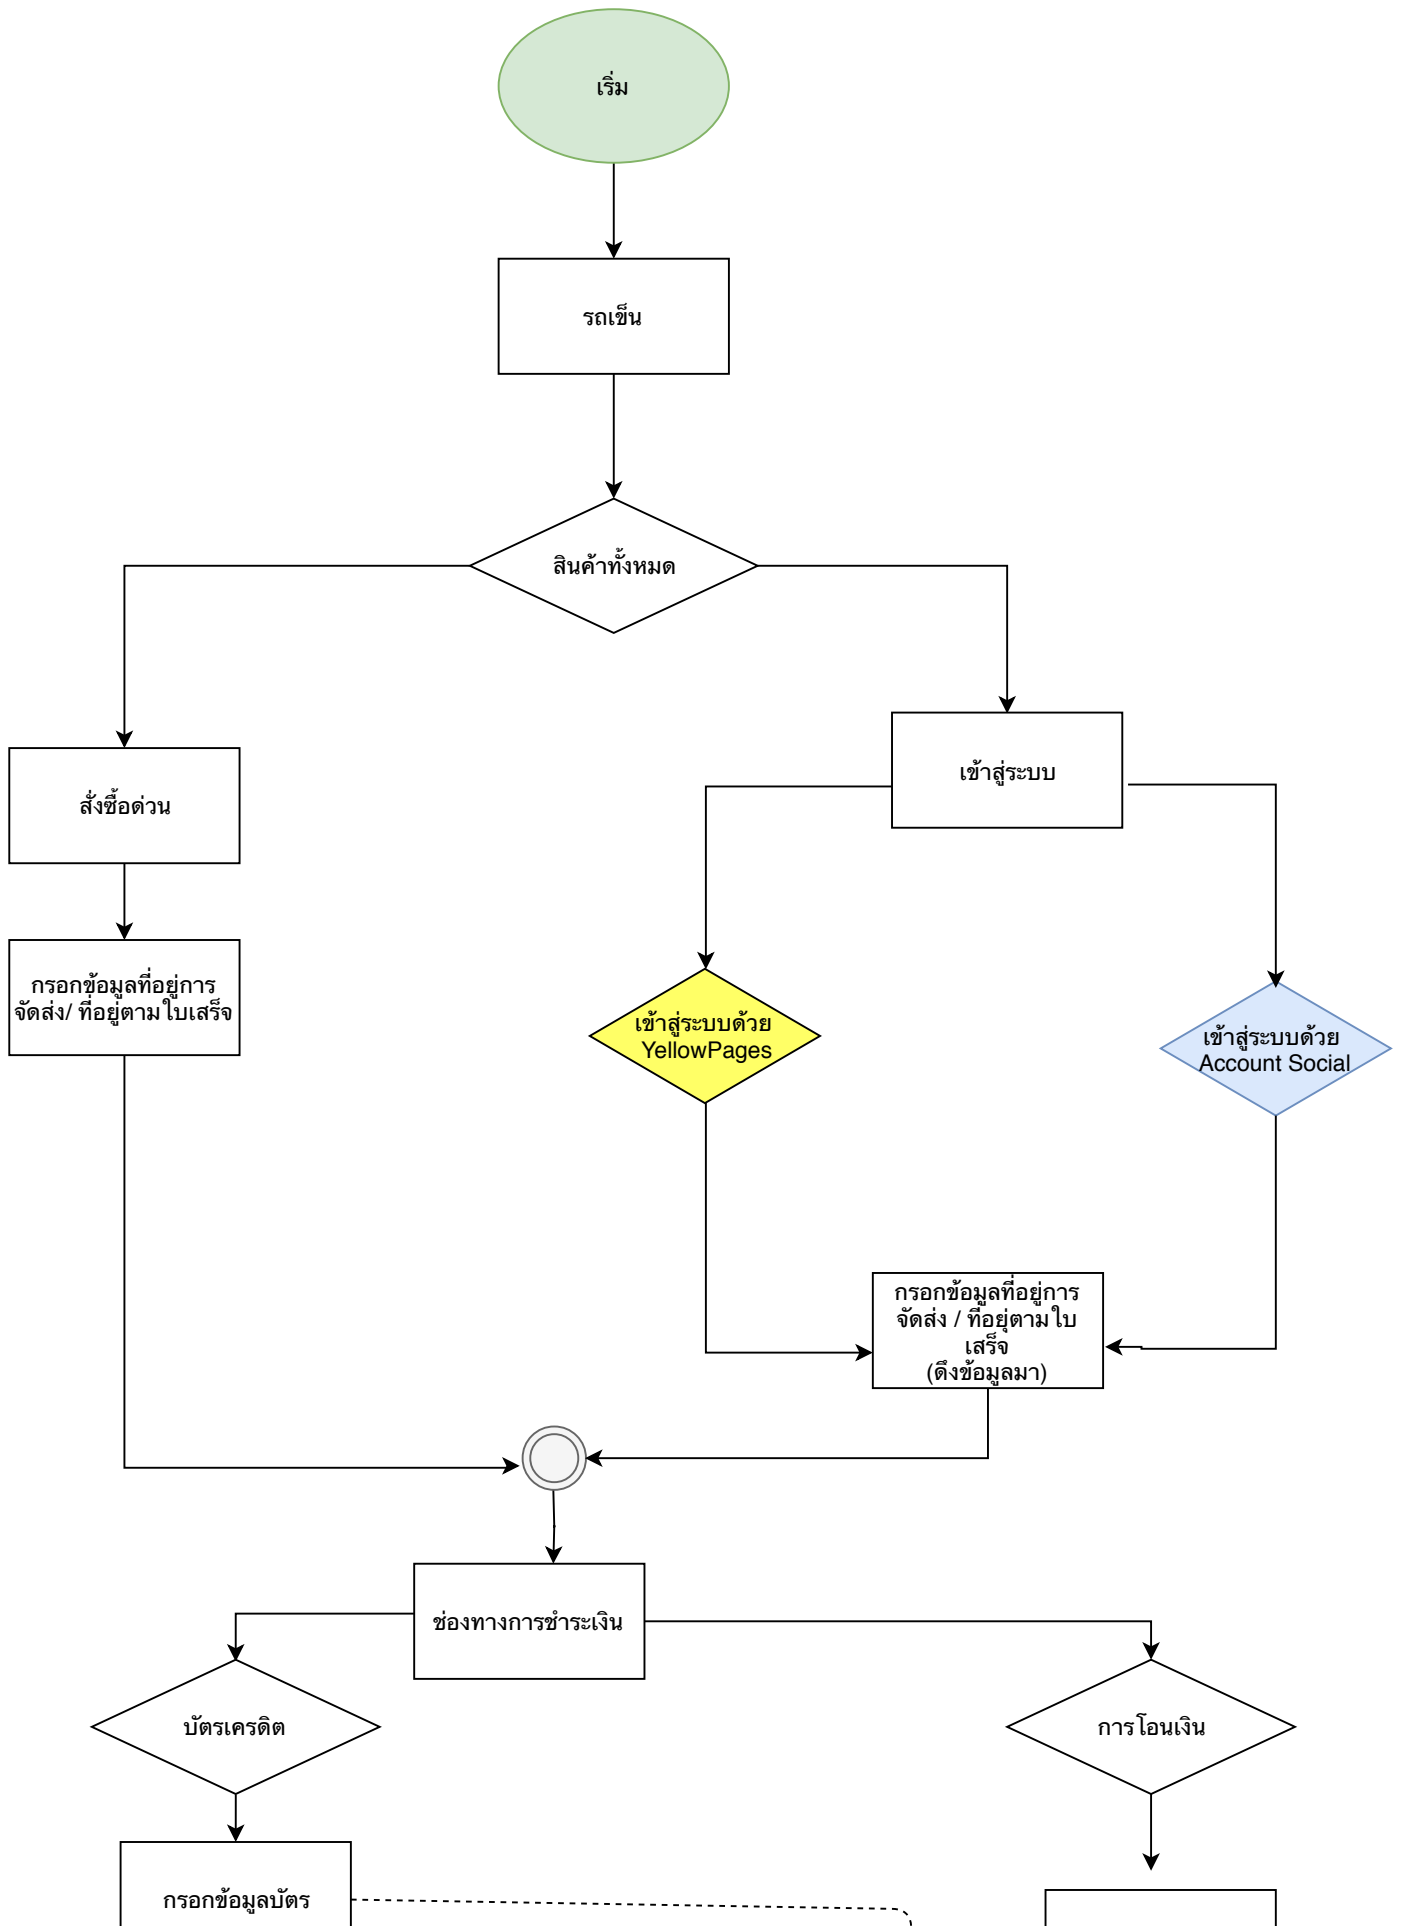 เริ่ม
รถเข็น
สินค้าทั้งหมด
เข้าสู่ระบบ
สั่งซื้อด่วน
กรอกข้อมูลที่อยู่การ
จัดส่ง/ ที่อยู่ตามใบเสร็จ
เข้าสู่ระบบด้วย
YellowPages
เข้าสู่ระบบด้วย
Account Social
กรอกข้อมูลที่อยู่การ
จัดส่ง / ที่อยุ่ตามใบ
เสร็จ
(ดึงข้อมูลมา)
ช่องทางการชำระเงิน
บัตรเครดิต
การโอนเงิน
กรอกข้อมูลบัตร